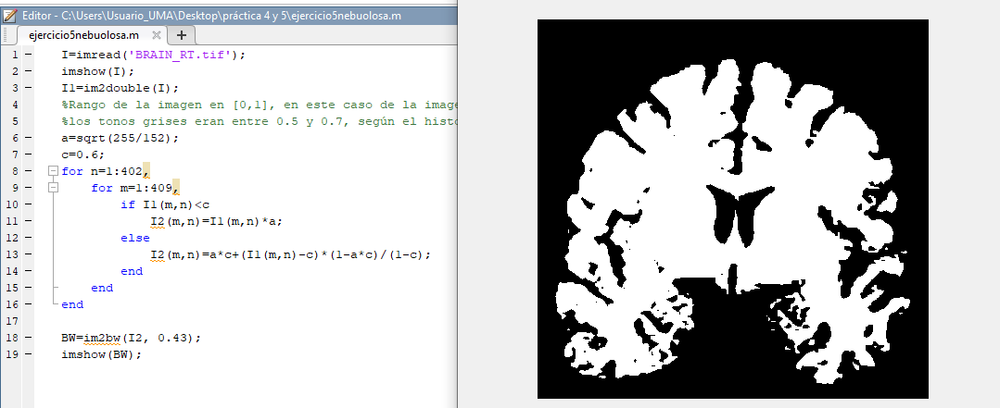 Editor - C:\Users\Usuario_UMA\Desktop\práctica 4 y 5\ejercicio5nebuolosa.m
ejercicio5nebuolosa.m +
1 - I=imread('BRAIN_RT.tif');
2 - imshow(I);
3 - I1=im2double(I);
4 %Rango de la imagen en [0,1], en este caso de la image
5 %los tonos grises eran entre 0.5 y 0.7, según el histo
6 - a=sqrt(255/152);
7 - c=0.6;
8 - for n=1:402,
9 - for m=1:409,
10 - if I1(m,n)<c
11 - I2(m,n)=I1(m,n)*a;
12 - else
13 - I2(m,n)=a*c+(I1(m,n)-c)*(1-a*c)/(1-c);
14 - end
15 - end
16 - end
17
18 - BW=im2bw(I2, 0.43);
19 - imshow(BW);